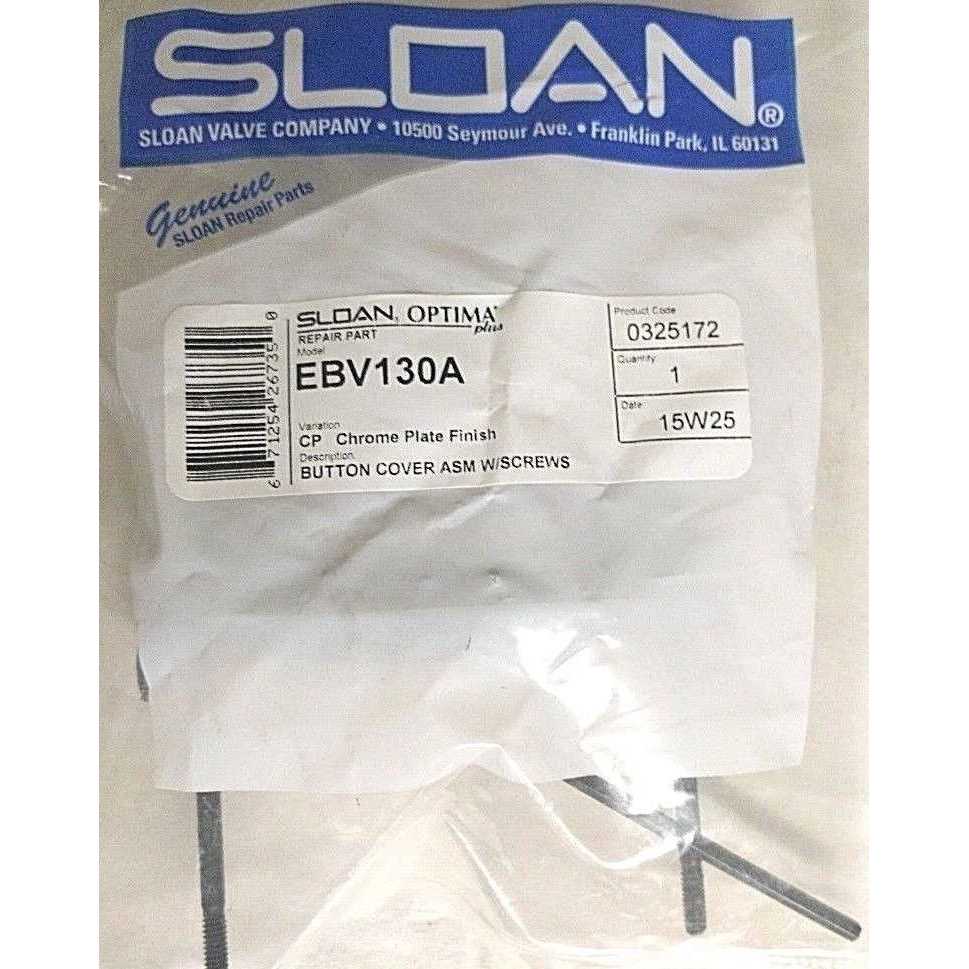 SLOAN®
SLOAN VALVE COMPANY • 10500 Seymour Ave. • Franklin Park, IL 60131
Genuine
SLOAN Repair Parts
SLOAN. OPTIMA
plus
REPAIR PART
Model
EBV130A
Variation
CP Chrome Plate Finish
Description
BUTTON COVER ASM W/SCREWS
Product Code
0325172
Quantity
1
Date
15W25
6 71254 26735 0